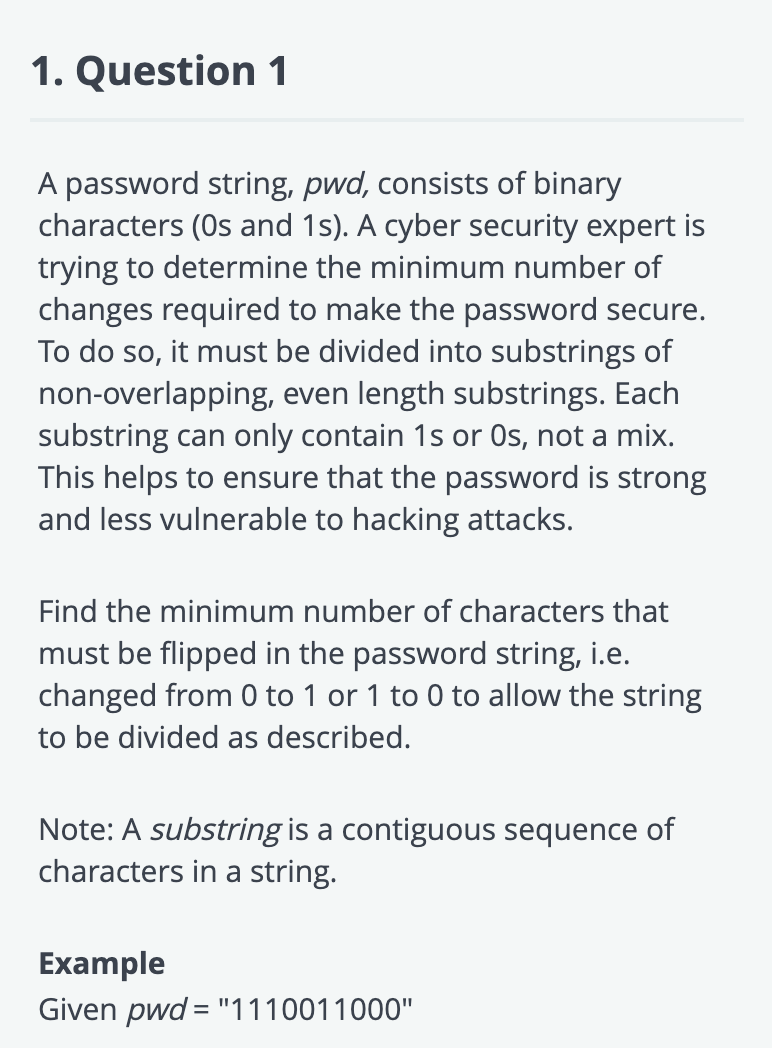 1. Question 1
A password string, pwd, consists of binary
characters (0s and 1s). A cyber security expert is
trying to determine the minimum number of
changes required to make the password secure.
To do so, it must be divided into substrings of
non-overlapping, even length substrings. Each
substring can only contain 1s or 0s, not a mix.
This helps to ensure that the password is strong
and less vulnerable to hacking attacks.
Find the minimum number of characters that
must be flipped in the password string, i.e.
changed from 0 to 1 or 1 to 0 to allow the string
to be divided as described.
Note: A substring is a contiguous sequence of
characters in a string.
Example
Given pwd = "1110011000"